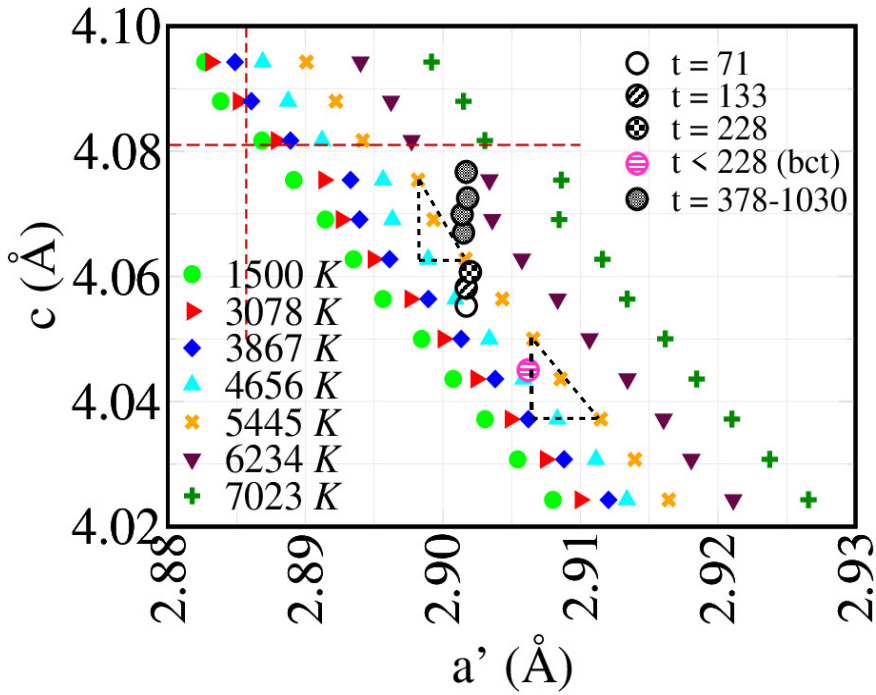 4.10
4.08
4.06
4.04
4.02
c (Å)
t = 71
t = 133
t = 228
t < 228 (bct)
t = 378-1030
1500 K
3078 K
3867 K
4656 K
5445 K
6234 K
7023 K
2.88
2.89
2.90
2.91
2.92
2.93
a’ (Å)